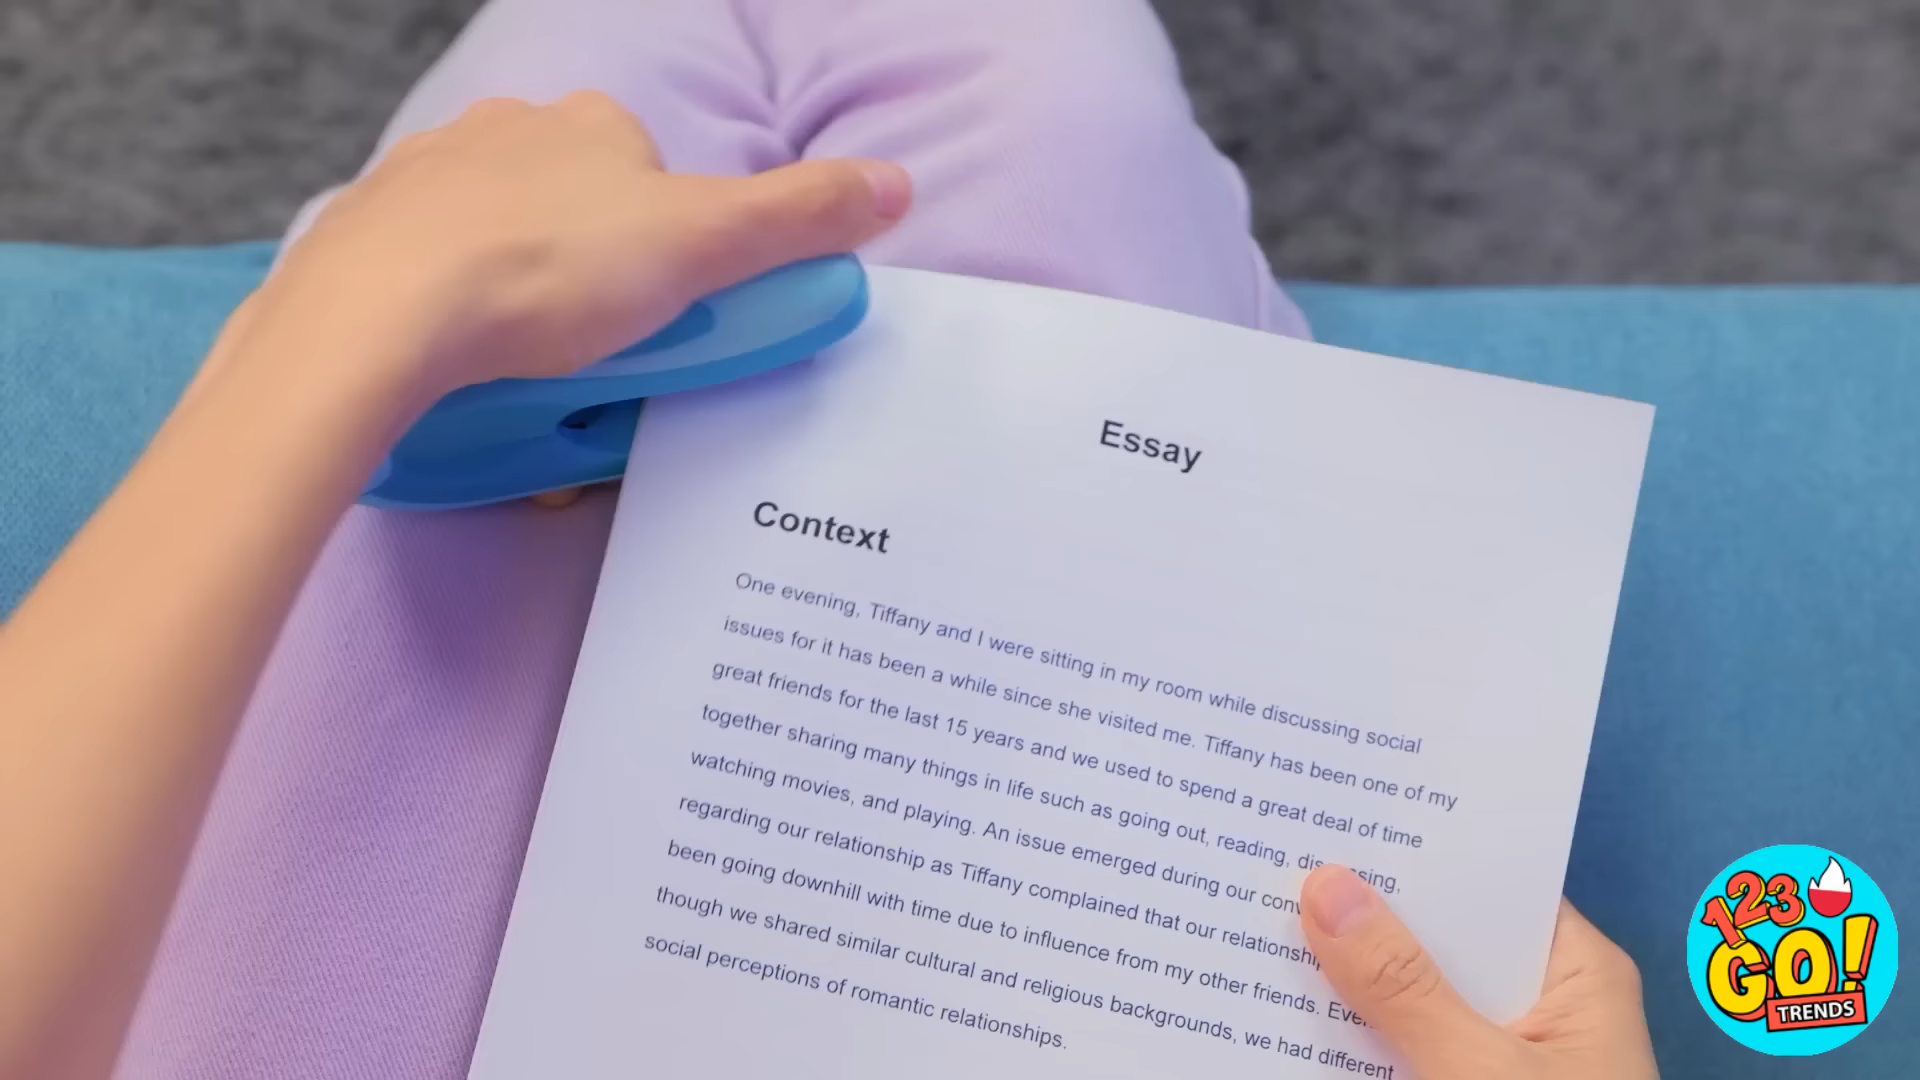 Essay
Context
One evening, Tiffany and I were sitting in my room while discussing social
issues for it has been a while since she visited me. Tiffany has been one of my
great friends for the last 15 years and we used to spend a great deal of time
together sharing many things in life such as going out, reading,
watching movies, and playing. An issue emerged during our
regarding our relationship as Tiffany complained that our
been going downhill with time due to influence from my other friends.
though we shared similar cultural and religious backgrounds, we had different
social perceptions of romantic relationships.
123
GO!
TRENDS